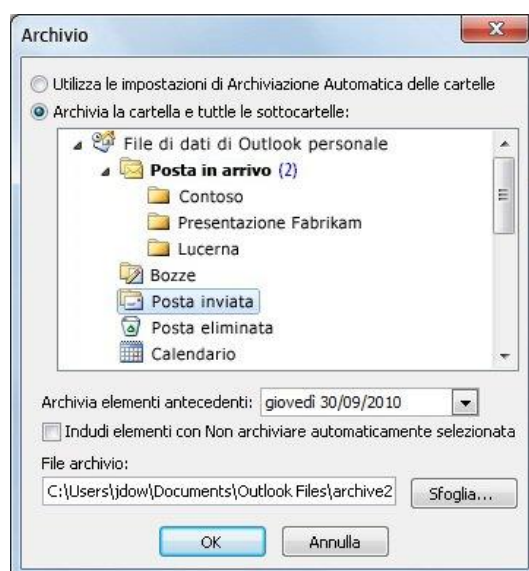 Archivio
Utilizza le impostazioni di Archiviazione Automatica delle cartelle
Archivia la cartella e tuttle le sottocartelle:
File di dati di Outlook personale
Posta in arrivo (2)
Contoso
Presentazione Fabrikam
Lucerna
Bozze
Posta inviata
Posta eliminata
Calendario
Archivia elementi antecedenti: giovedì 30/09/2010
Indudi elementi con Non archiviare automaticamente selezionata
File archivio:
C:\Users\jdow\Documents\Outlook Files\archive2 Sfoglia...
OK Annulla